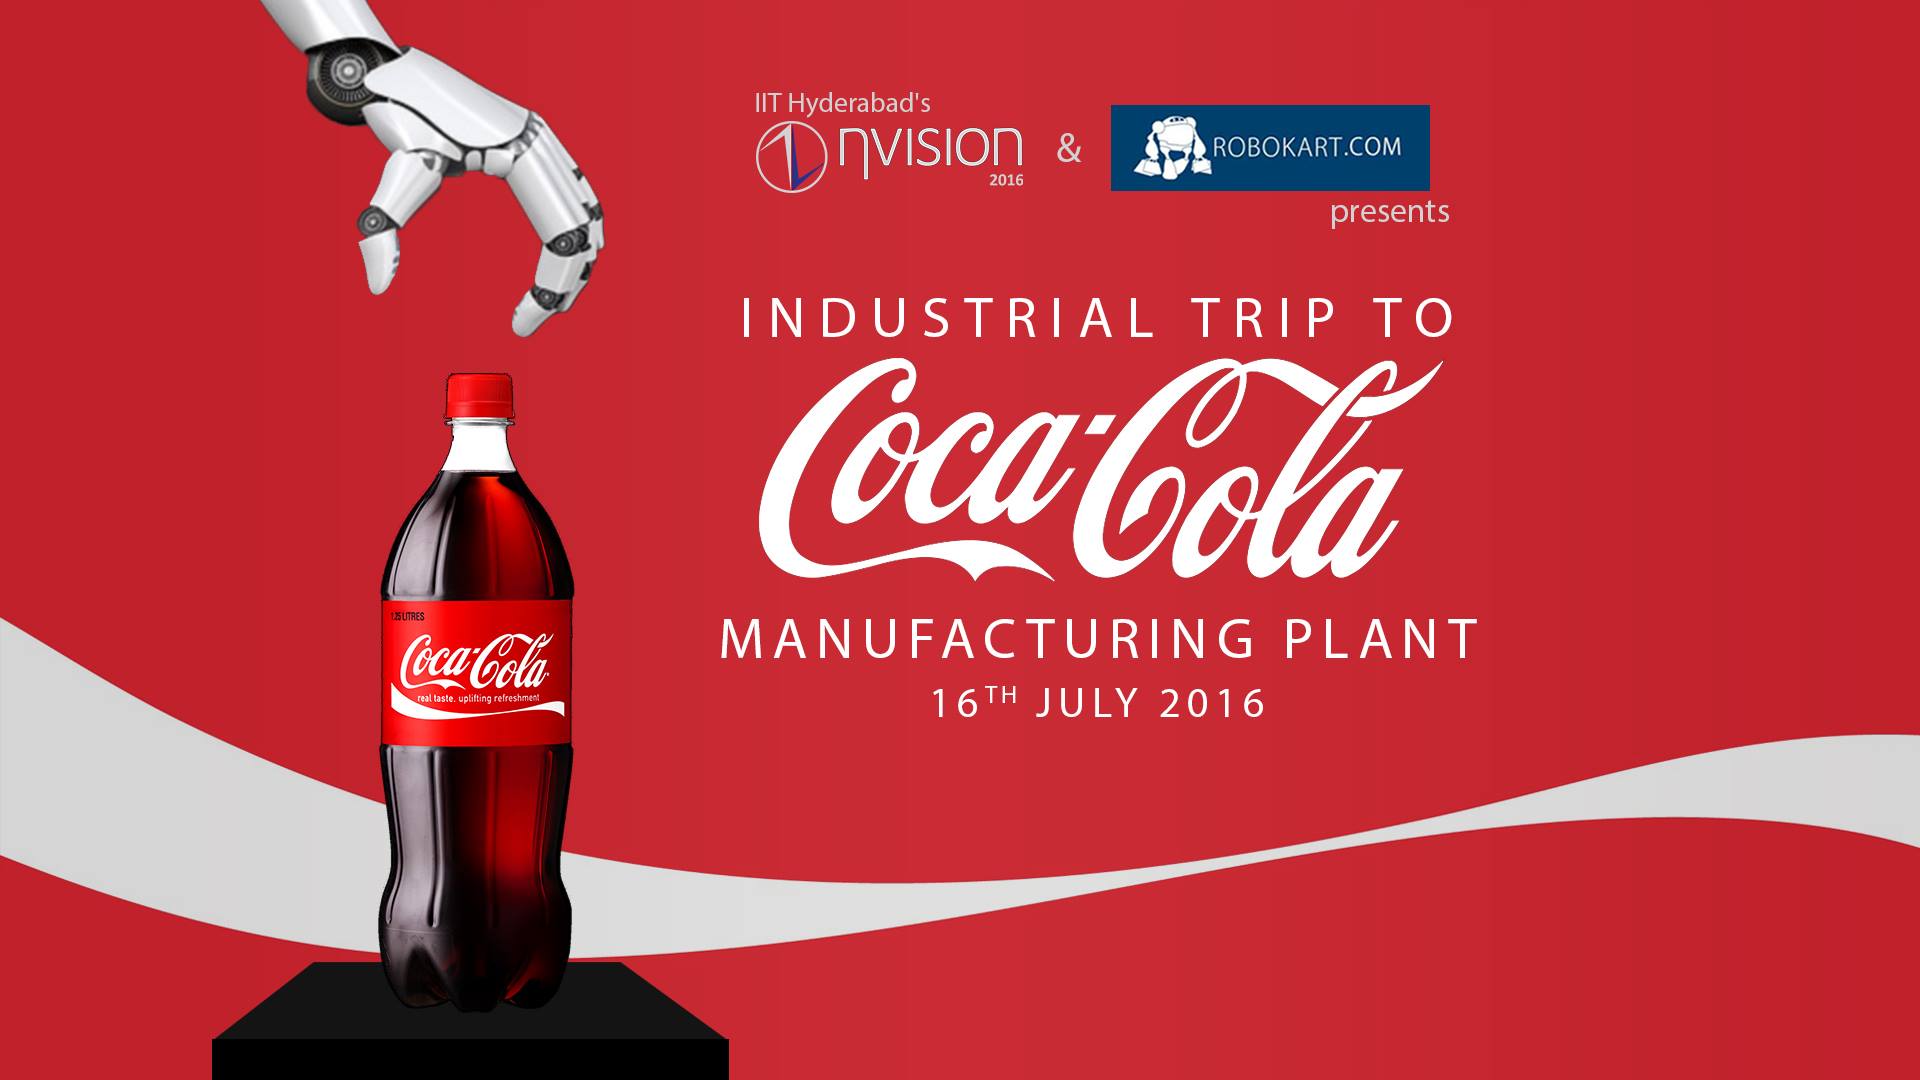 IIT Hyderabad's
ηVISION
2016
&
ROBOKART.COM
presents
INDUSTRIAL TRIP TO
Coca-Cola
MANUFACTURING PLANT
16TH JULY 2016
1.25 LITRES
Coca-Cola
real taste. uplifting refreshment